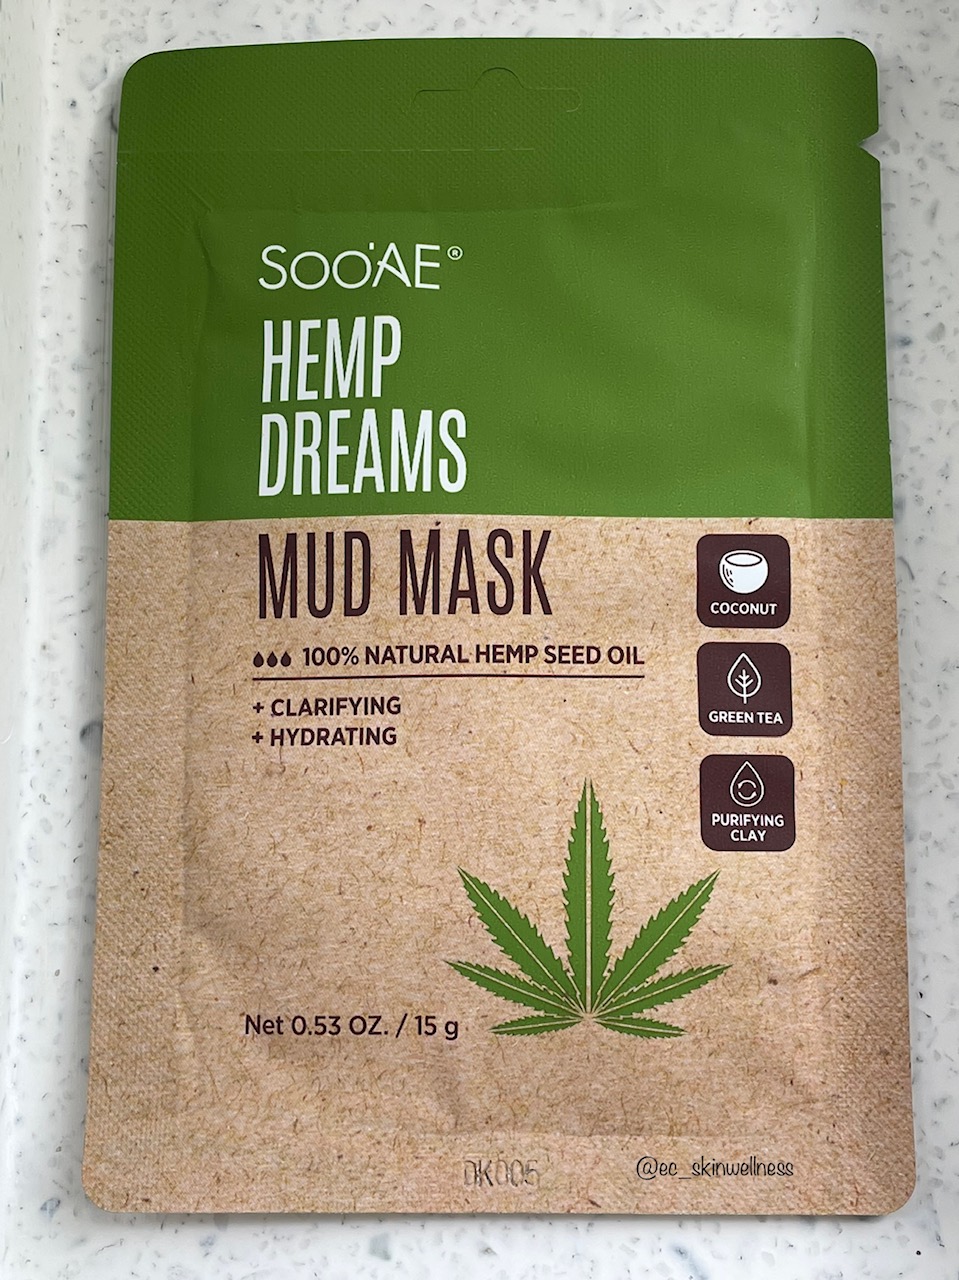 SOO'AE®
HEMP
DREAMS
MUD MASK
100% NATURAL HEMP SEED OIL
+ CLARIFYING
+ HYDRATING
COCONUT
GREEN TEA
PURIFYING
CLAY
Net 0.53 OZ. / 15 g
@ec_skinwellness